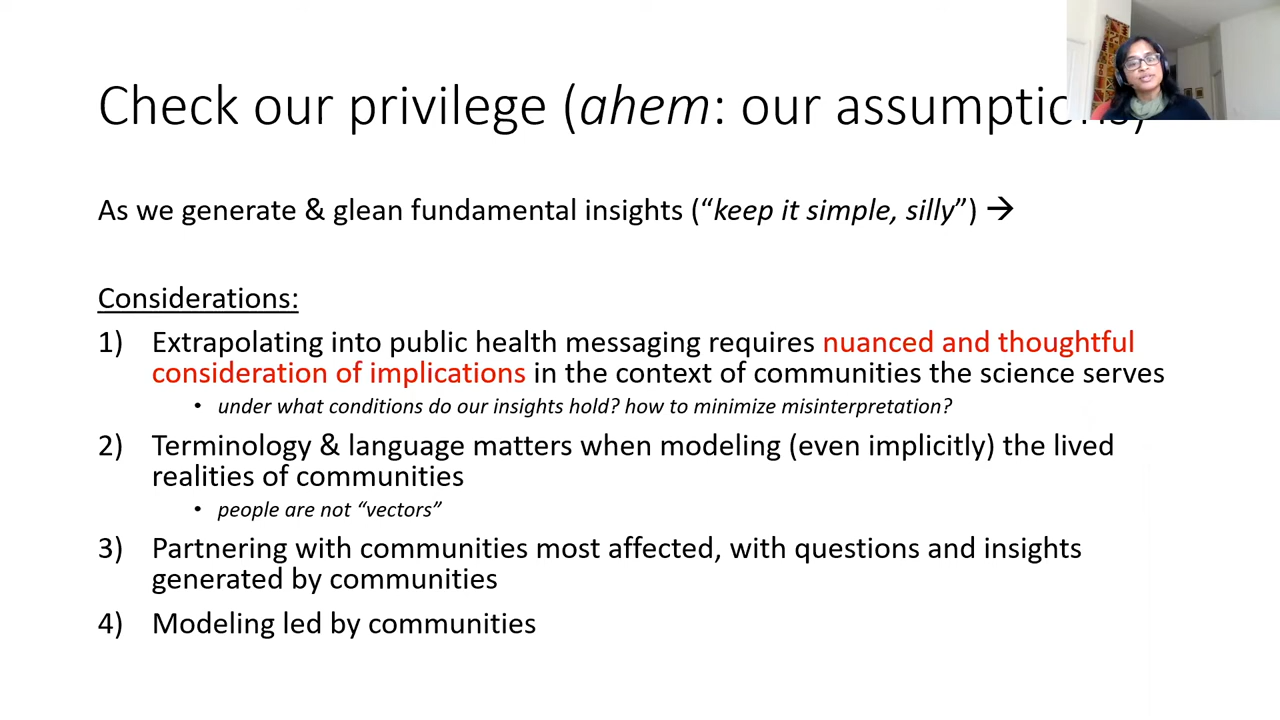 Check our privilege (ahem: our assumptions)
As we generate & glean fundamental insights (“keep it simple, silly”) →
Considerations:
1) Extrapolating into public health messaging requires nuanced and thoughtful
consideration of implications in the context of communities the science serves
• under what conditions do our insights hold? how to minimize misinterpretation?
2) Terminology & language matters when modeling (even implicitly) the lived
realities of communities
• people are not “vectors”
3) Partnering with communities most affected, with questions and insights
generated by communities
4) Modeling led by communities